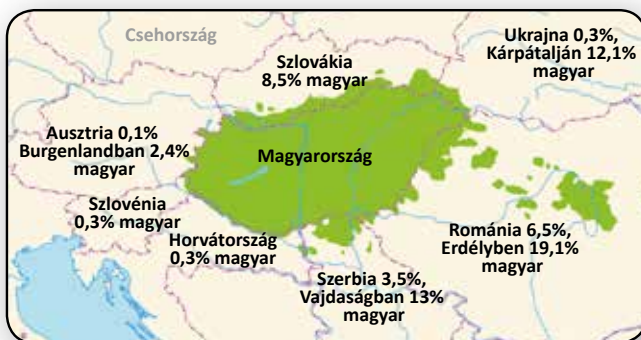 Csehország
Ukrajna 0,3%,
Kárpátalján 12,1%
magyar
Szlovákia
8,5% magyar
Ausztria 0,1%
Burgenlandban 2,4%
magyar
Magyarország
Szlovénia
0,3% magyar
Horvátország
0,3% magyar
Románia 6,5%,
Erdélyben 19,1%
magyar
Szerbia 3,5%,
Vajdaságban 13%
magyar